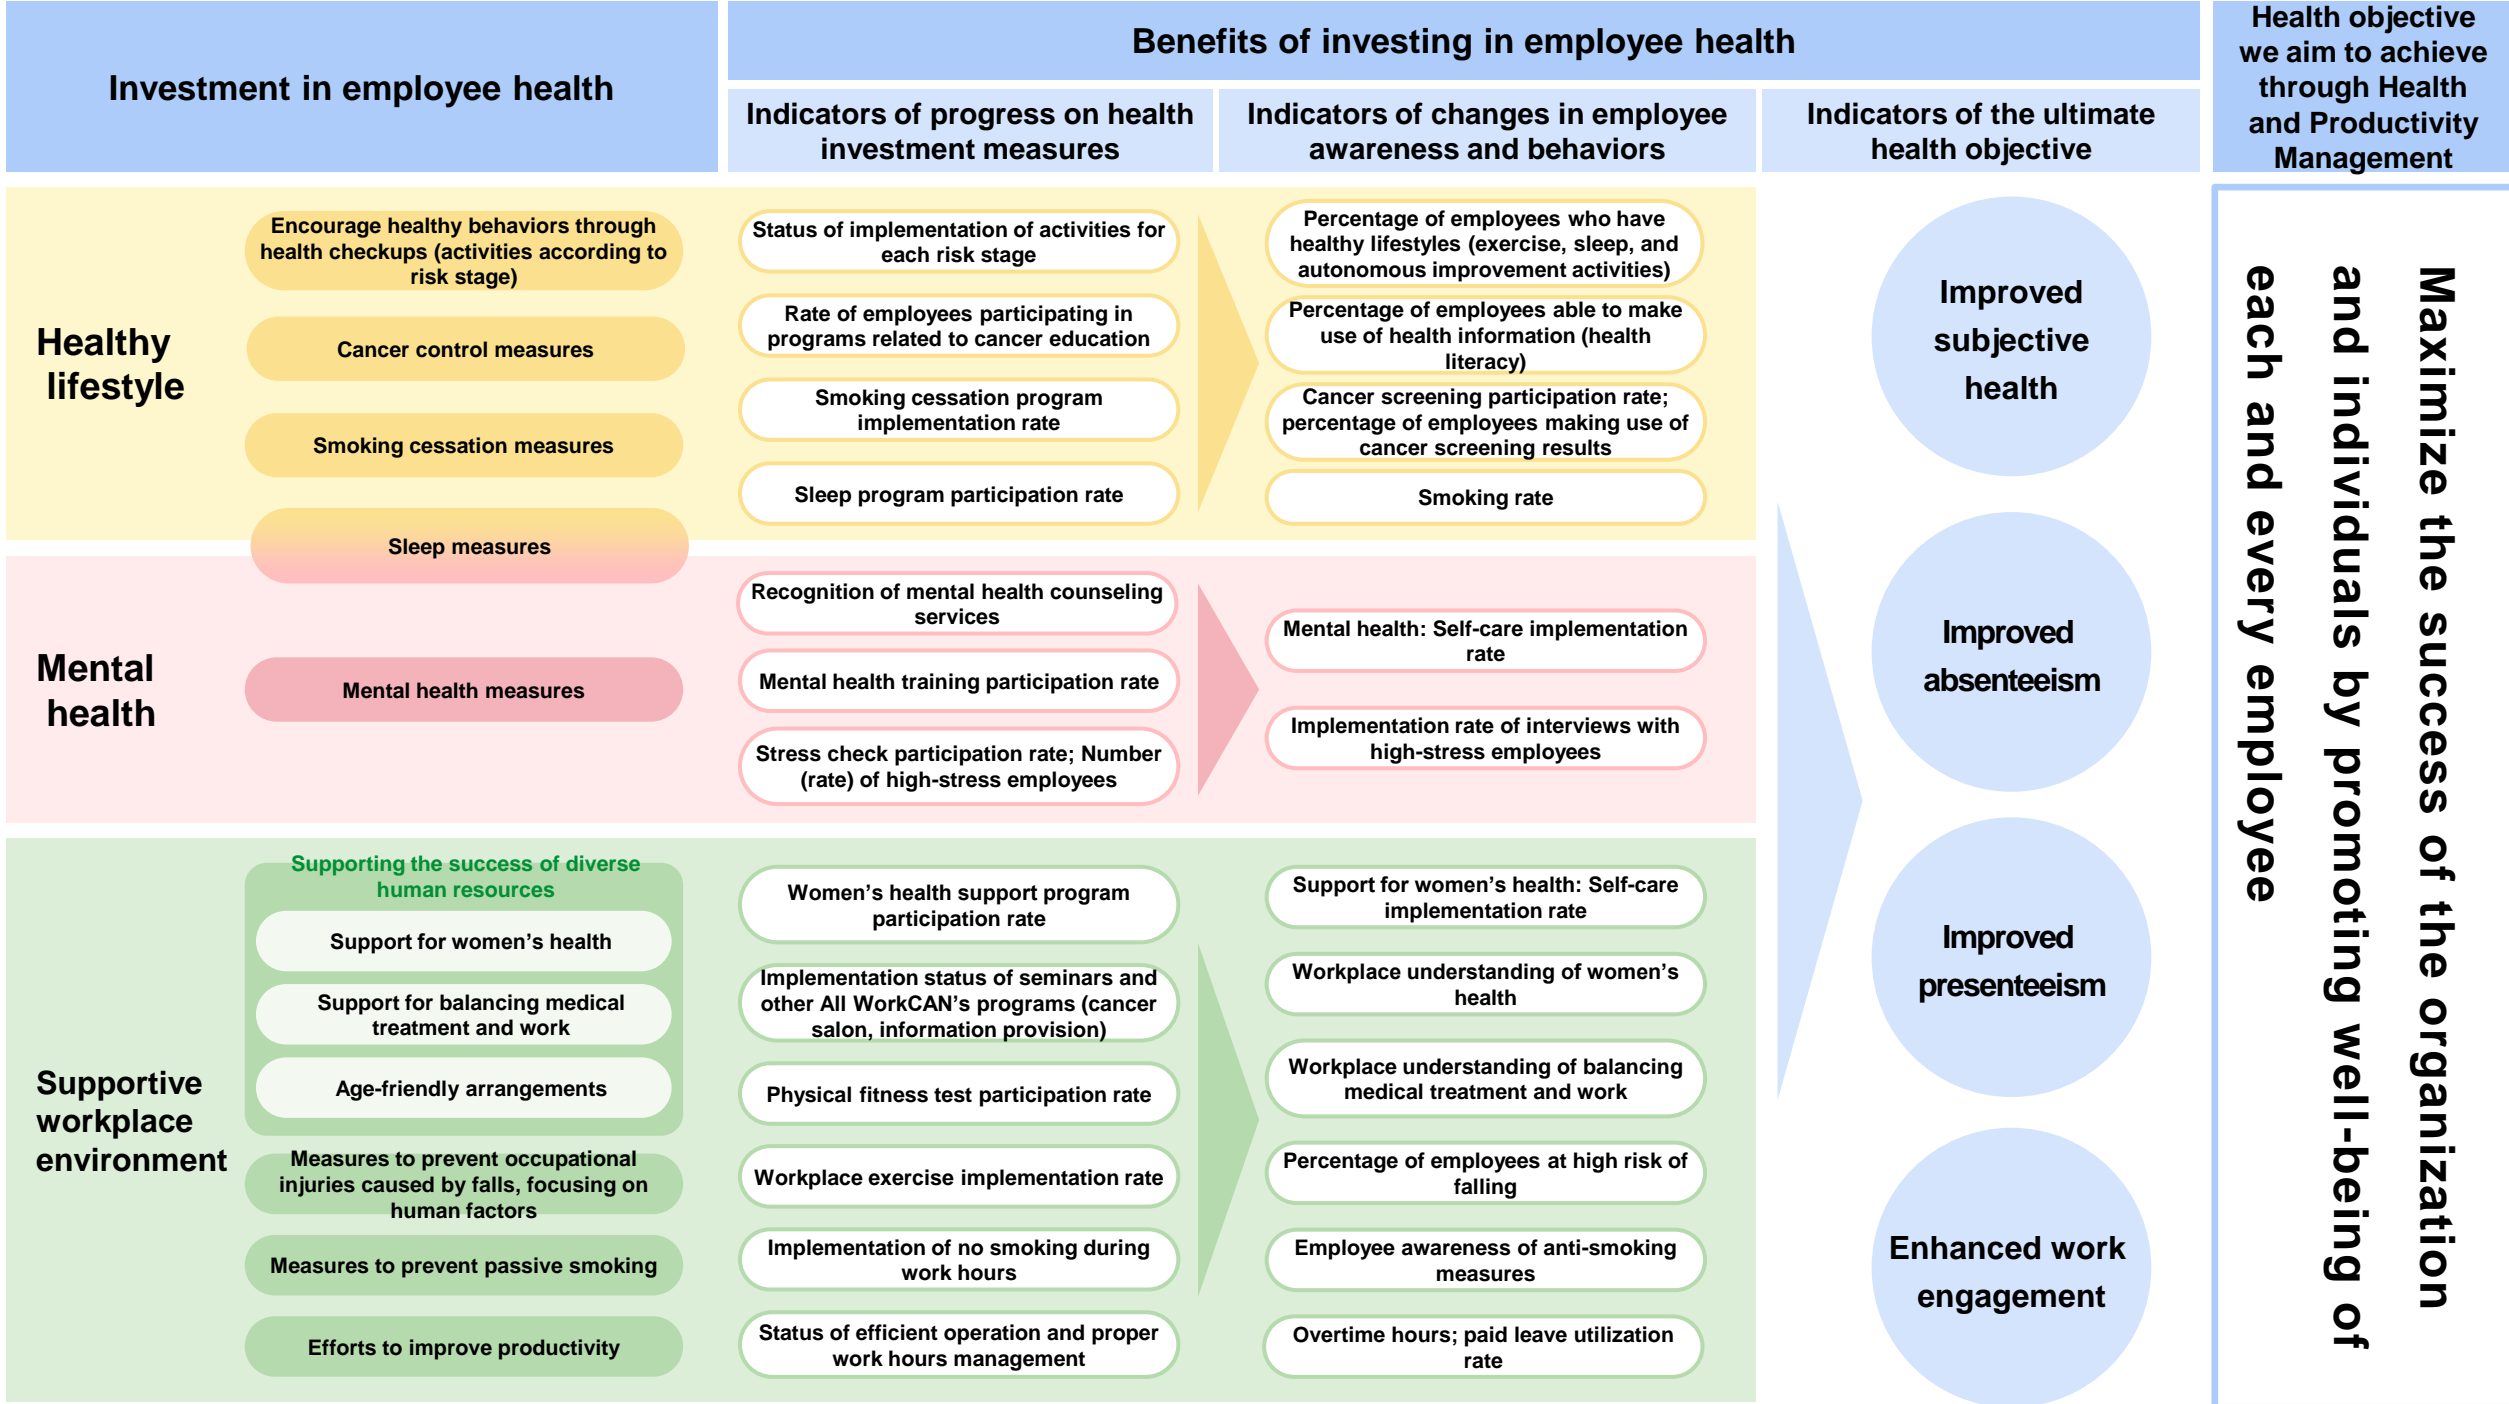 Investment in employee health
Benefits of investing in employee health
Indicators of progress on health
investment measures
Indicators of changes in employee
awareness and behaviors
Indicators of the ultimate
health objective
Health objective
we aim to achieve
through Health
and Productivity
Management
Healthy
lifestyle
Encourage healthy behaviors through
health checkups (activities according to
risk stage)
Cancer control measures
Smoking cessation measures
Sleep measures
Status of implementation of activities for
each risk stage
Rate of employees participating in
programs related to cancer education
Smoking cessation program
implementation rate
Sleep program participation rate
Percentage of employees who have
healthy lifestyles (exercise, sleep, and
autonomous improvement activities)
Percentage of employees able to make
use of health information (health
literacy)
Cancer screening participation rate;
percentage of employees making use of
cancer screening results
Smoking rate
Mental
health
Mental health measures
Recognition of mental health counseling
services
Mental health training participation rate
Stress check participation rate; Number
(rate) of high-stress employees
Mental health: Self-care implementation
rate
Implementation rate of interviews with
high-stress employees
Supportive
workplace
environment
Supporting the success of diverse
human resources
Support for women’s health
Support for balancing medical
treatment and work
Age-friendly arrangements
Measures to prevent occupational
injuries caused by falls, focusing on
human factors
Measures to prevent passive smoking
Efforts to improve productivity
Women’s health support program
participation rate
Implementation status of seminars and
other All WorkCAN’s programs (cancer
salon, information provision)
Physical fitness test participation rate
Workplace exercise implementation rate
Implementation of no smoking during
work hours
Status of efficient operation and proper
work hours management
Support for women’s health: Self-care
implementation rate
Workplace understanding of women’s
health
Workplace understanding of balancing
medical treatment and work
Percentage of employees at high risk of
falling
Employee awareness of anti-smoking
measures
Overtime hours; paid leave utilization
rate
Improved
subjective
health
Improved
absenteeism
Improved
presenteeism
Enhanced work
engagement
Maximize the success of the organization
and individuals by promoting well-being of
each and every employee